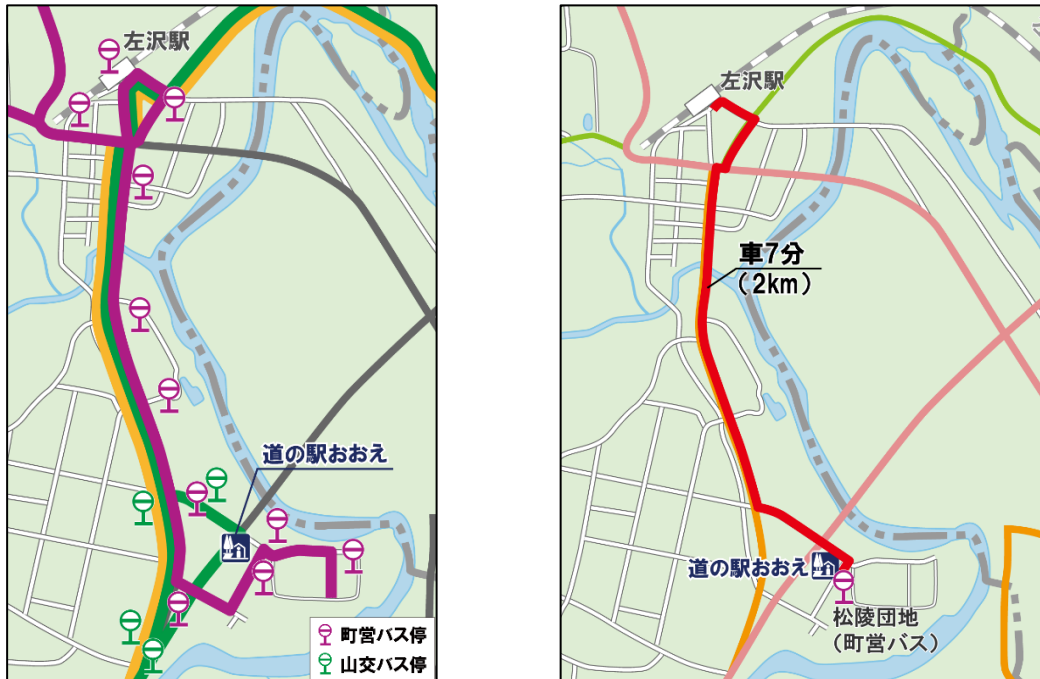 左沢駅
道の駅おおえ
町営バス停
山交バス停
左沢駅
車7分
(2km)
道の駅おおえ
松陵団地
(町営バス)